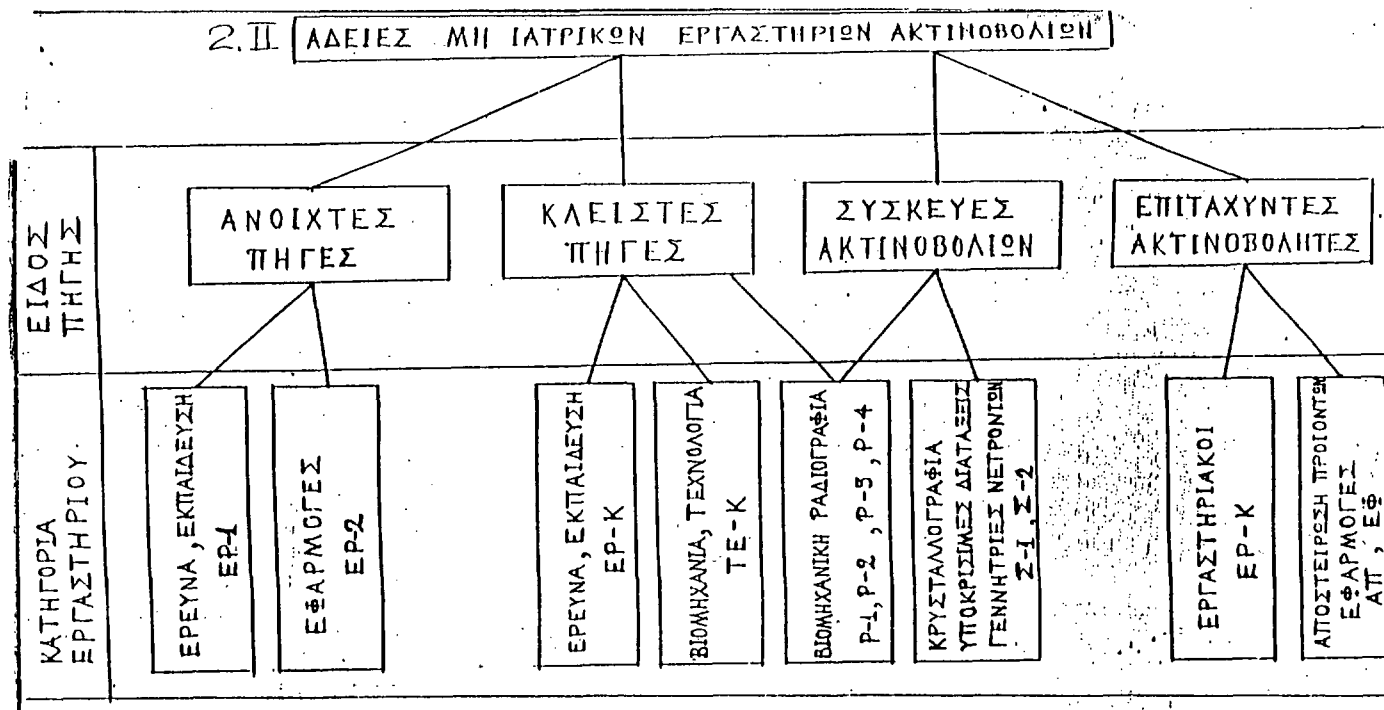 2.II ΑΔΕΙΕΣ ΜΗ ΙΑΤΡΙΚΩΝ ΕΡΓΑΣΤΗΡΙΩΝ ΑΚΤΙΝΟΒΟΛΙΩΝ
ΕΙΔΟΣ
ΠΗΓΗΣ
ΑΝΟΙΧΤΕΣ
ΠΗΓΕΣ
ΚΛΕΙΣΤΕΣ
ΠΗΓΕΣ
ΣΥΣΚΕΥΕΣ
ΑΚΤΙΝΟΒΟΛΙΩΝ
ΕΠΙΤΑΧΥΝΤΕΣ
ΑΚΤΙΝΟΒΟΛΗΤΕΣ
ΚΑΤΗΓΟΡΙΑ
ΕΡΓΑΣΤΗΡΙΟΥ
ΕΡΕΥΝΑ, ΕΚΠΑΙΔΕΥΣΗ
ΕΡ-1
ΕΦΑΡΜΟΓΕΣ
ΕΡ-2
ΕΡΕΥΝΑ, ΕΚΠΑΙΔΕΥΣΗ
ΕΡ-Κ
ΒΙΟΜΗΧΑΝΙΑ, ΤΕΧΝΟΛΟΓΙΑ
ΤΕ-Κ
ΒΙΟΜΗΧΑΝΙΚΗ ΡΑΔΙΟΓΡΑΦΙΑ
Ρ-1, Ρ-2, Ρ-3, Ρ-4
ΚΡΥΣΤΑΛΛΟΓΡΑΦΙΑ
ΥΠΟΚΡΙΣΙΜΕΣ ΔΙΑΤΑΞΕΙΣ
ΓΕΝΝΗΤΡΙΕΣ ΝΕΤΡΟΝΙΩΝ
Σ-1, Σ-2
ΕΡΓΑΣΤΗΡΙΑΚΟΙ
ΕΡ-Κ
ΑΠΟΣΤΕΙΡΩΣΗ ΠΡΟΙΟΝΤΩΝ
ΕΦΑΡΜΟΓΕΣ
ΑΠ, ΕΦ